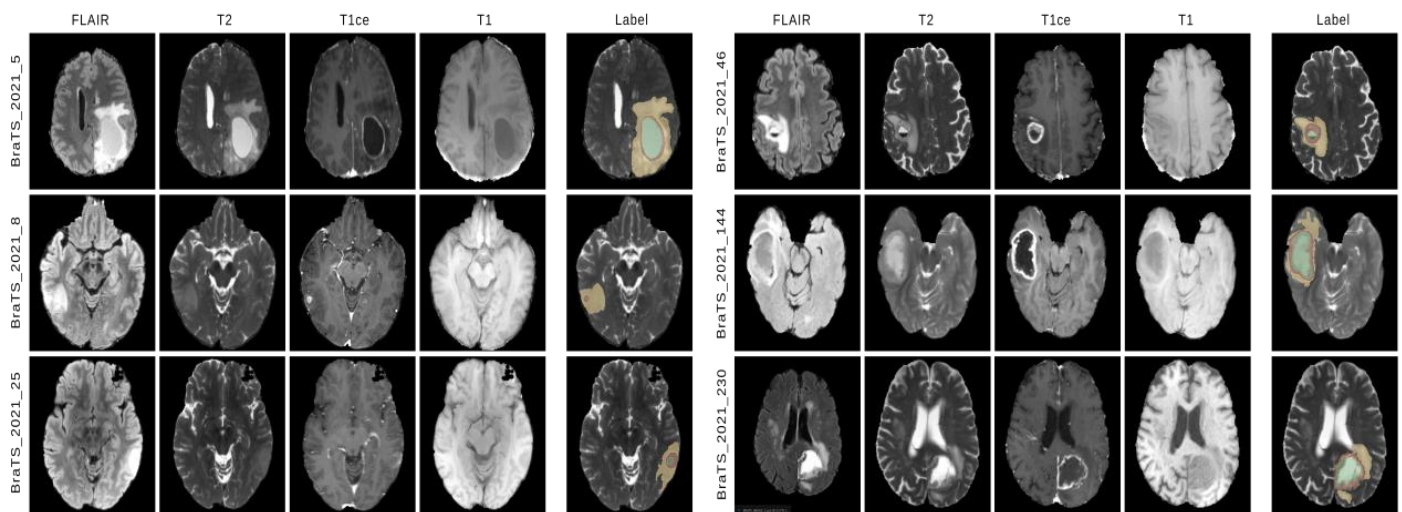 FLAIR T2 T1ce T1 Label FLAIR T2 T1ce T1 Label
BraTS_2021_5
BraTS_2021_46
BraTS_2021_8
BraTS_2021_144
BraTS_2021_25
BraTS_2021_230